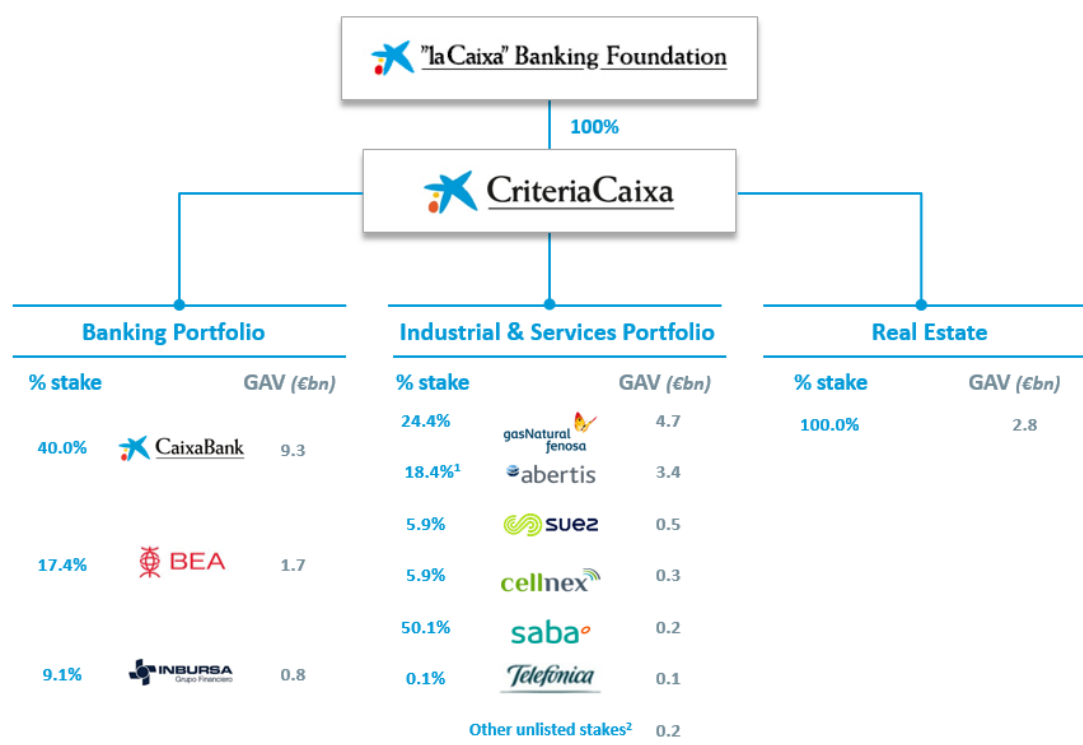 "la Caixa" Banking Foundation
100%
CriteriaCaixa
Banking Portfolio
% stake GAV (€bn)
40.0% CaixaBank 9.3
17.4% BEA 1.7
9.1% INBURSA 0.8
Grupo Financiero
Industrial & Services Portfolio
% stake GAV (€bn)
24.4% gasNatural 4.7
fenosa
18.4%¹ abertis 3.4
5.9% suez 0.5
5.9% cellnex 0.3
50.1% saba 0.2
0.1% Telefónica 0.1
Other unlisted stakes² 0.2
Real Estate
% stake GAV (€bn)
100.0% 2.8